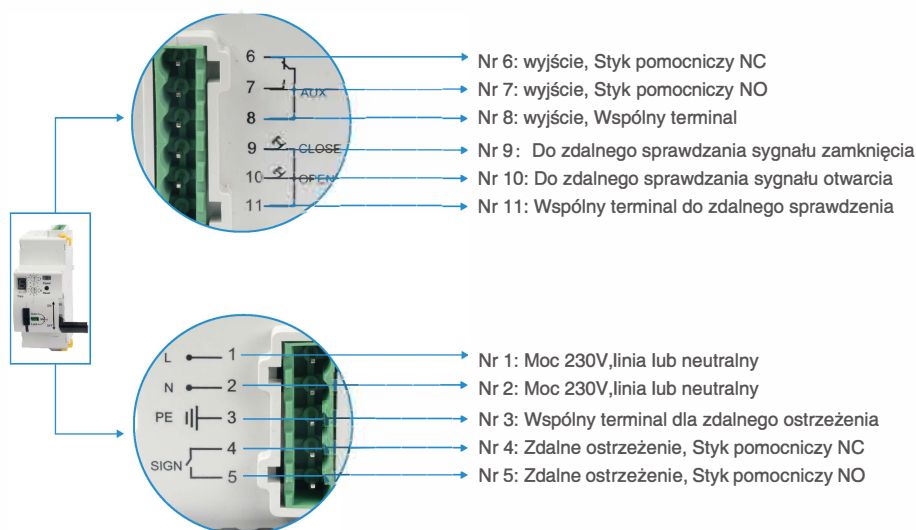 6
7
AUX
8
9 CLOSE
10 OPEN
11
Nr 6: wyjście, Styk pomocniczy NC
Nr 7: wyjście, Styk pomocniczy NO
Nr 8: wyjście, Wspólny terminal
Nr 9: Do zdalnego sprawdzania sygnału zamknięcia
Nr 10: Do zdalnego sprawdzania sygnału otwarcia
Nr 11: Wspólny terminal do zdalnego sprawdzenia
L 1
N 2
PE 3
4
SIGN
5
Nr 1: Moc 230V,linia lub neutralny
Nr 2: Moc 230V,linia lub neutralny
Nr 3: Wspólny terminal dla zdalnego ostrzeżenia
Nr 4: Zdalne ostrzeżenie, Styk pomocniczy NC
Nr 5: Zdalne ostrzeżenie, Styk pomocniczy NO